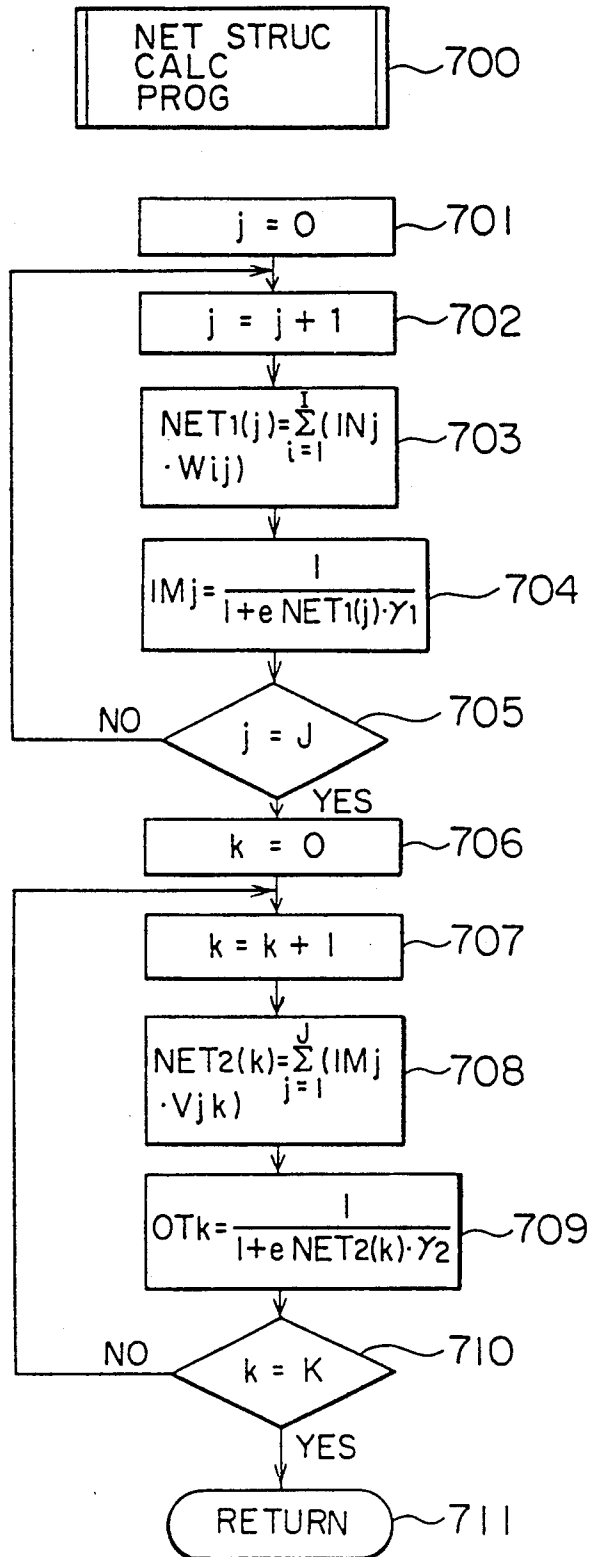 NET STRUC
CALC
PROG
700
j = 0
701
j = j + 1
702
I
NET1(j)=Σ(INj
i=1
·Wij)
703
1
IMj=
1+e NET1(j)·γ1
704
NO
j = J
705
YES
k = 0
706
k = k + 1
707
J
NET2(k)=Σ(IMj
j=1
·Vjk)
708
1
OTk=
1+e NET2(k)·γ2
709
NO
k = K
710
YES
RETURN
711